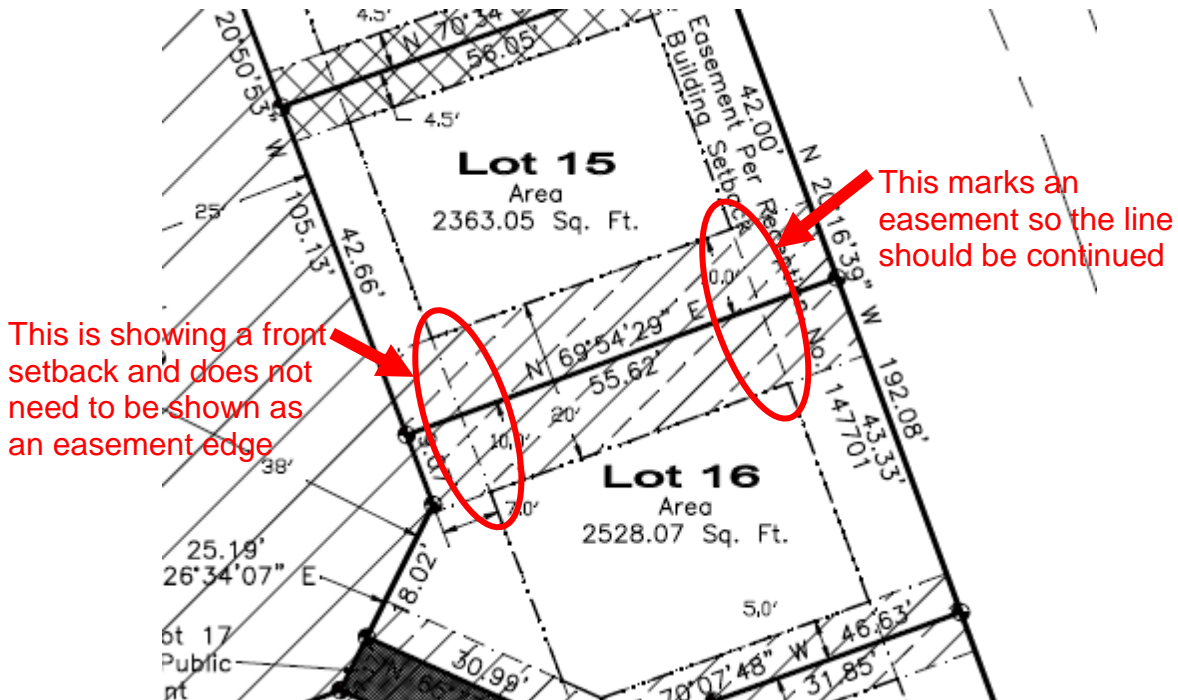 4.5'
20°50'53" W
N 70°34'
56.05'
4.5'
Easement Per Reception No. 147701
Building Setback
42.00'
N 20°16'39" W
192.08'
Lot 15
Area
2363.05 Sq. Ft.
This marks an
easement so the line
should be continued
25'
105.13'
42.66'
This is showing a front
setback and does not
need to be shown as
an easement edge
N 69°54'29" E
55.62'
20'
10.0'
43.33'
38'
7.0'
Lot 16
Area
2528.07 Sq. Ft.
25.19'
26°34'07" E
18.02'
5.0'
46.63'
70°07'48" W
31.85'
30.99'
Lot 17
Public